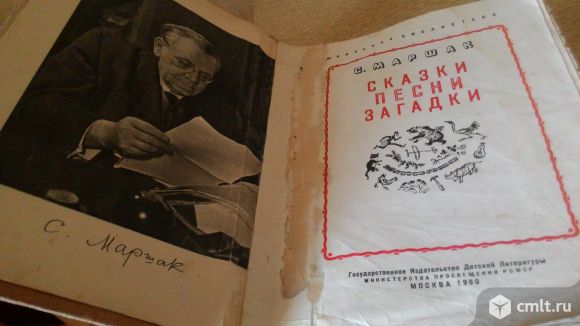 С. Маршак
ШКОЛЬНАЯ БИБЛИОТЕКА
С. МАРШАК
СКАЗКИ
ПЕСНИ
ЗАГАДКИ
Государственное Издательство Детской Литературы
МИНИСТЕРСТВА ПРОСВЕЩЕНИЯ РСФСР
МОСКВА 1960
cmlt.ru